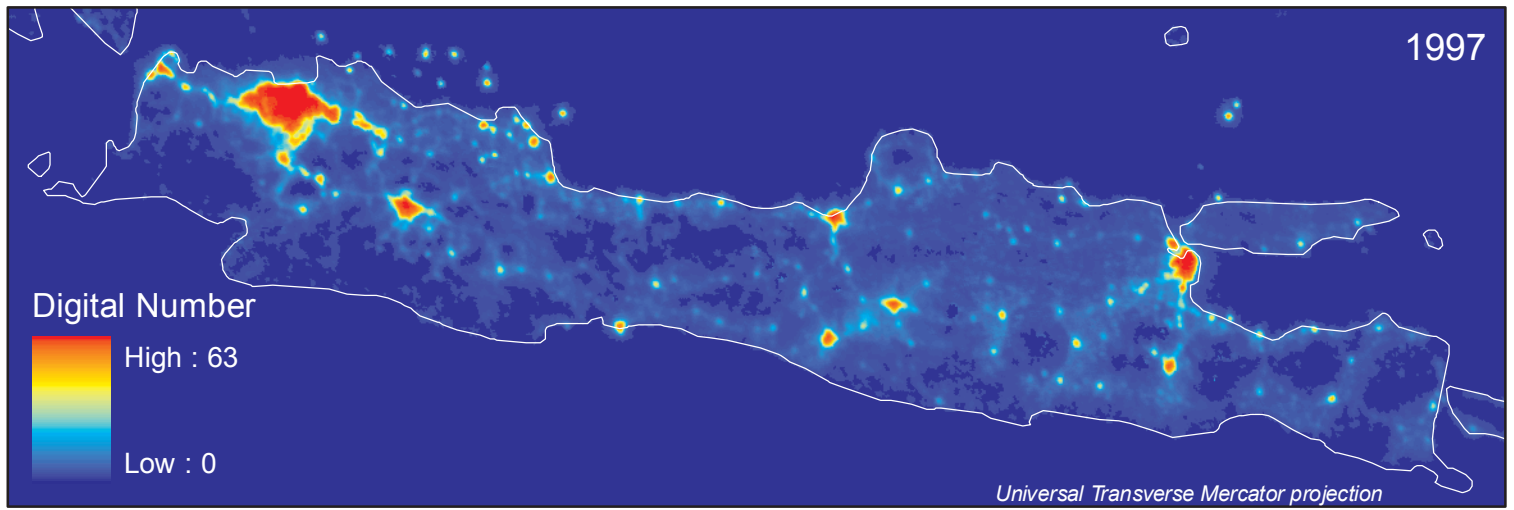 1997
Digital Number
High : 63
Low : 0
Universal Transverse Mercator projection